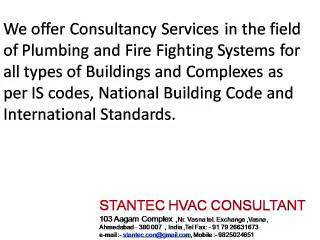 We offer Consultancy Services in the field
of Plumbing and Fire Fighting Systems for
all types of Buildings and Complexes as
per IS codes, National Building Code and
International Standards.
STANTEC HVAC CONSULTANT
103 Aagam Complex , Nr. Vasna tel. Exchange ,Vasna,
Ahmedabad – 380 007 , India ,Tel Fax: - 91 79 26631673
e-mail :- stantec.con@gmail.com, Mobile :- 9825024651